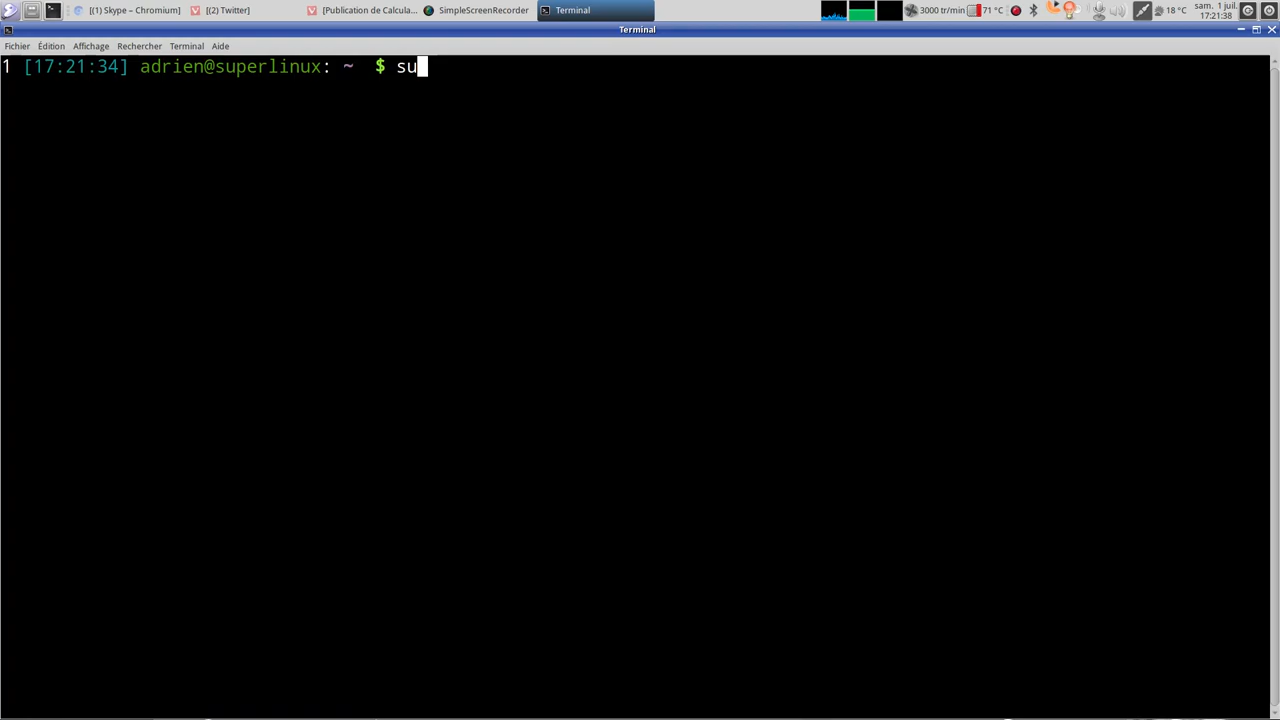 [(1) Skype – Chromium] [(2) Twitter] [Publication de Calcula... SimpleScreenRecorder Terminal 3000 tr/min 71 °C 18 °C sam. 1 juil.
17:21:38
Terminal
Fichier Édition Affichage Rechercher Terminal Aide
1 [17:21:34] adrien@superlinux: ~ $ su